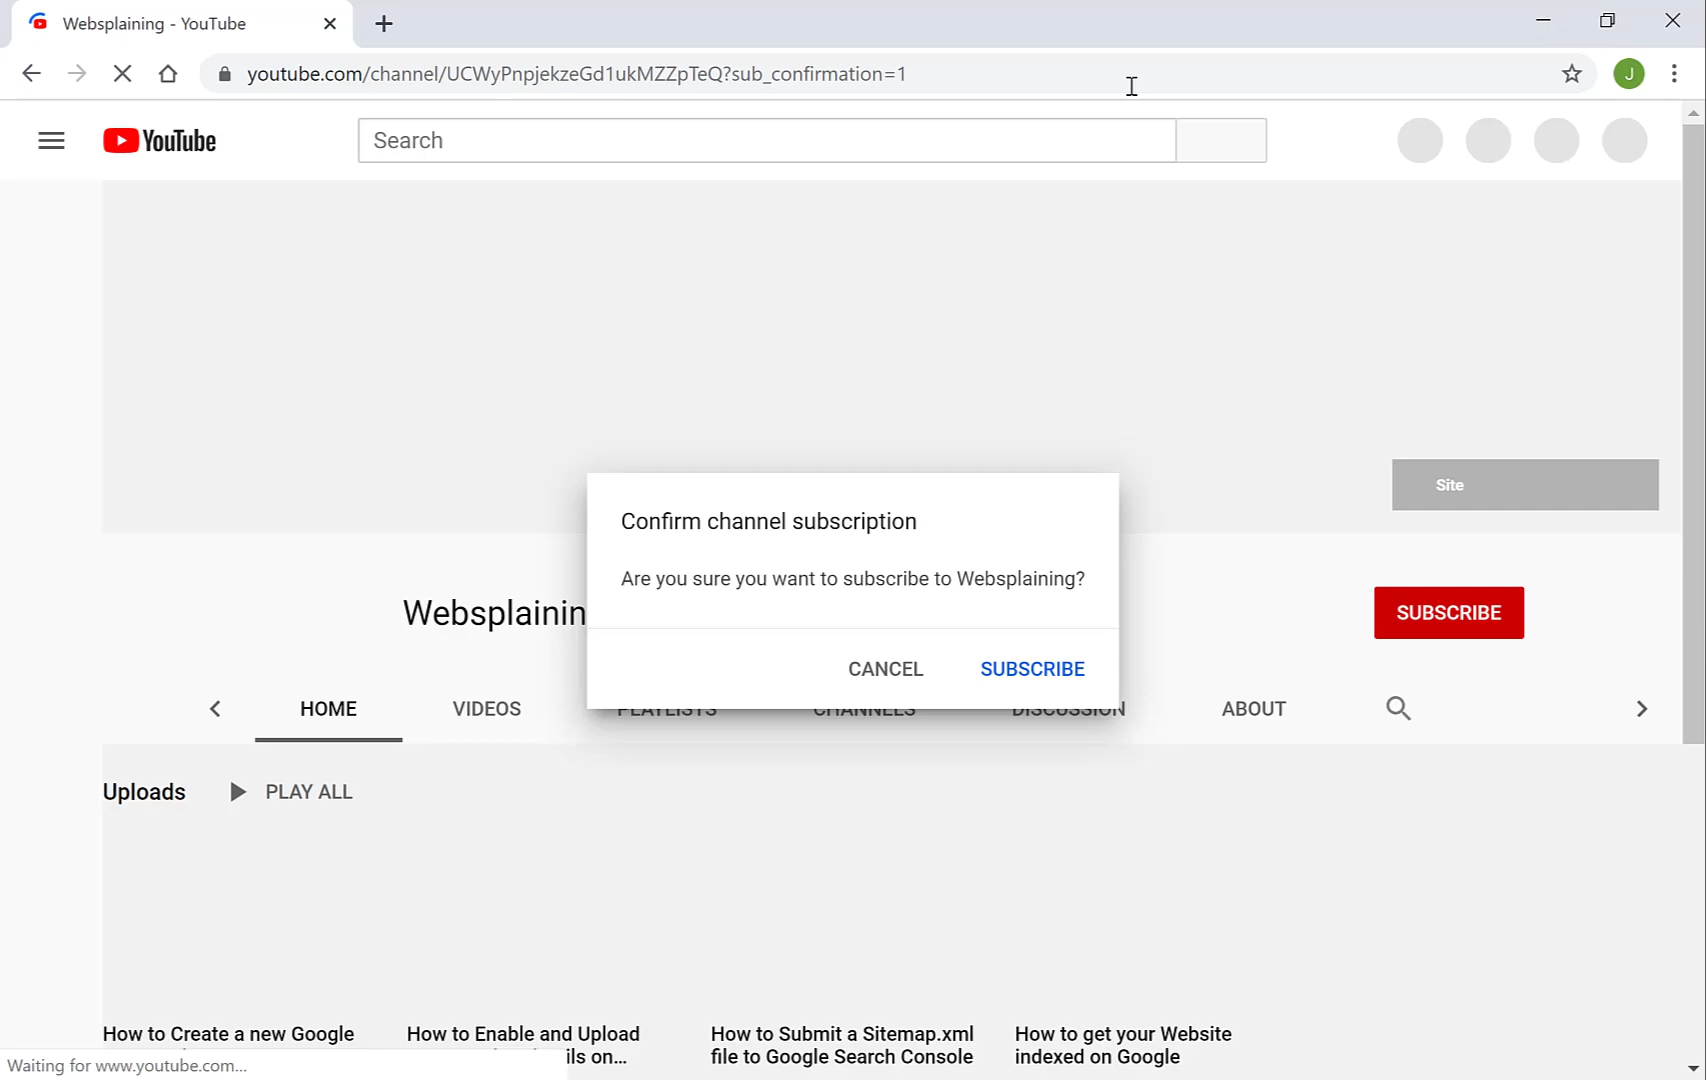 Websplaining - YouTube
youtube.com/channel/UCWyPnpjekzeGd1ukMZZpTeQ?sub_confirmation=1
J
YouTube
Search
Site
Confirm channel subscription
Are you sure you want to subscribe to Websplaining?
Websplainin
SUBSCRIBE
CANCEL
SUBSCRIBE
HOME
VIDEOS
PLAYLISTS
CHANNELS
DISCUSSION
ABOUT
Uploads
PLAY ALL
How to Create a new Google
How to Enable and Upload
ils on...
How to Submit a Sitemap.xml
file to Google Search Console
How to get your Website
indexed on Google
Waiting for www.youtube.com...